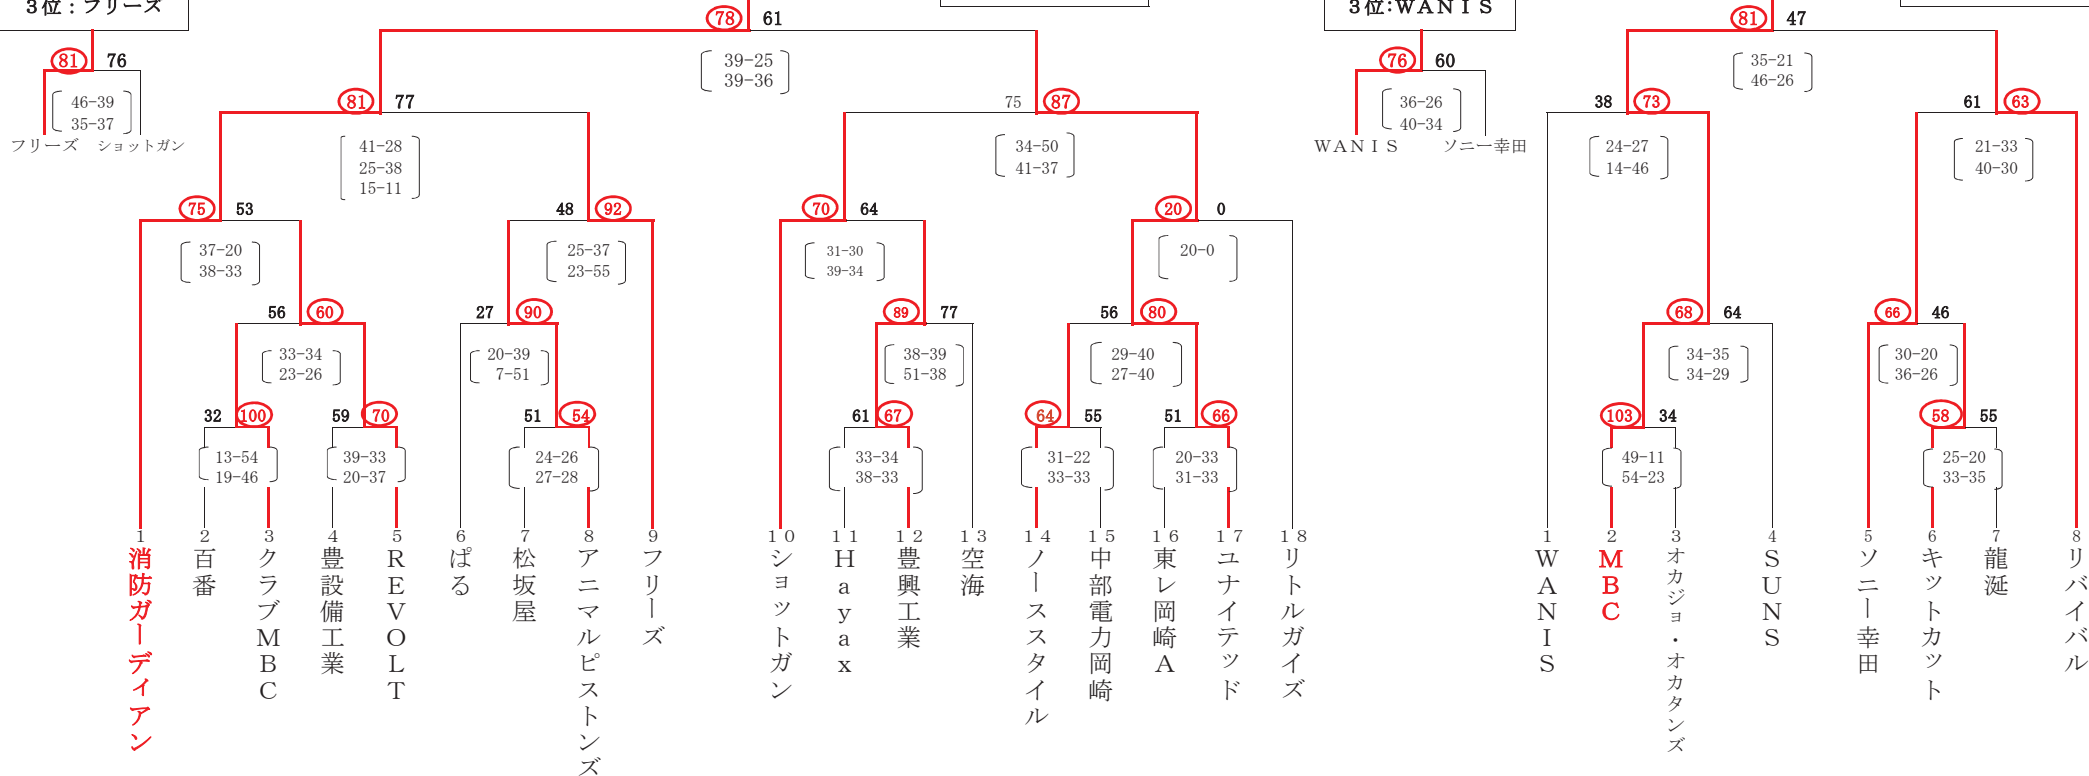 3位：フリーズ
78 61
3位:WANIS
81 47
81 76
39-25
39-36
76 60
35-21
46-26
46-39
35-37
81 77
75 87
36-26
40-34
38 73
61 63
フリーズ ショットガン
WANIS ソニー幸田
41-28
25-38
15-11
34-50
41-37
24-27
14-46
21-33
40-30
75 53
48 92
70 64
20 0
37-20
38-33
25-37
23-55
31-30
39-34
20-0
56 60
27 90
89 77
56 80
68 64
66 46
33-34
23-26
20-39
7-51
38-39
51-38
29-40
27-40
34-35
34-29
30-20
36-26
32 100
59 70
51 54
61 67
64 55
51 66
103 34
58 55
13-54
19-46
39-33
20-37
24-26
27-28
33-34
38-33
31-22
33-33
20-33
31-33
49-11
54-23
25-20
33-35
1 消防ガーディアン
2 百番
3 クラブMBC
4 豊設備工業
5 REVOLT
6 ぱる
7 松坂屋
8 アニマルピストンズ
9 フリーズ
10 ショットガン
11 Hayax
12 豊興工業
13 空海
14 ノーススタイル
15 中部電力岡崎
16 東レ岡崎A
17 ユナイテッド
18 リトルガイズ
1 WANIS
2 MBC
3 オカジョ・オカタンズ
4 SUNS
5 ソニー幸田
6 キットカット
7 龍涎
8 リバイバル